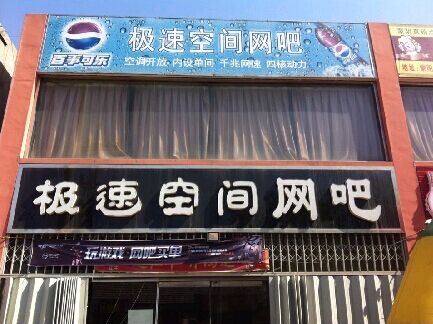 极速空间网吧
百事可乐
空调开放 内设单间 千兆网速 四核动力
极速空间网吧
玩游戏 网吧买单
地址: